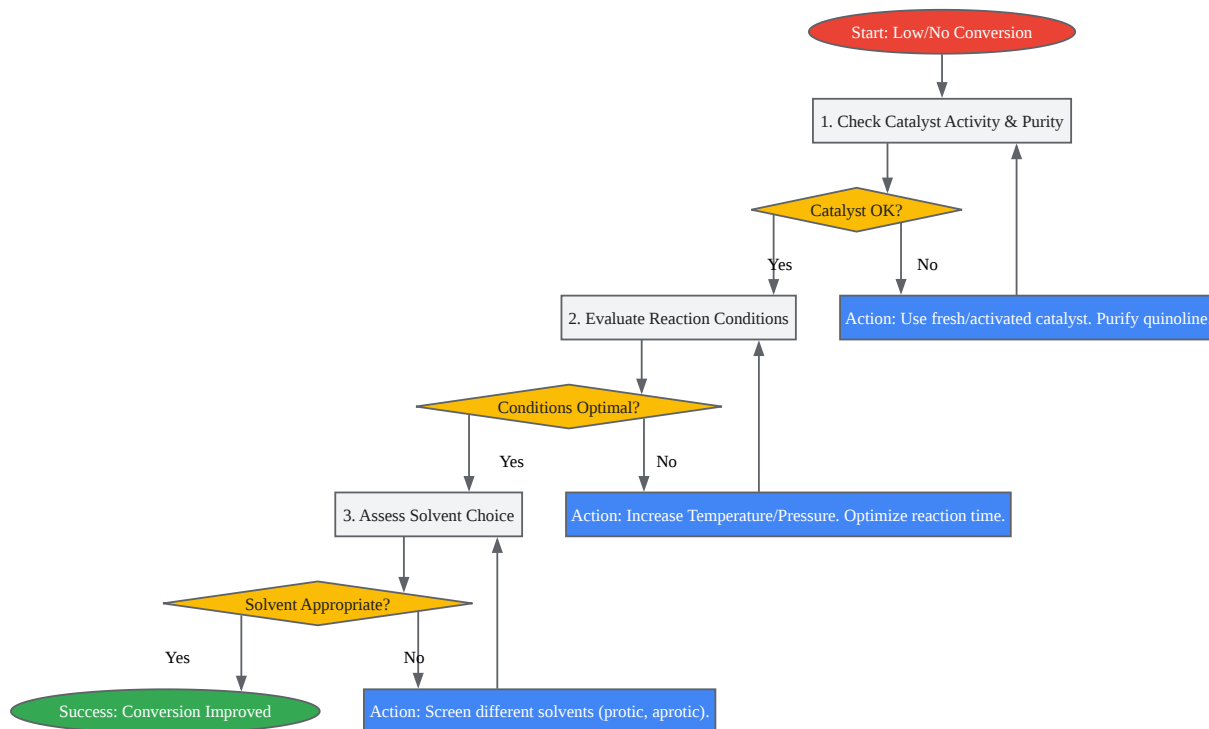 Start: Low/No Conversion
1. Check Catalyst Activity & Purity
Catalyst OK?
Yes
No
2. Evaluate Reaction Conditions
Action: Use fresh/activated catalyst. Purify quinoline
Conditions Optimal?
Yes
No
3. Assess Solvent Choice
Action: Increase Temperature/Pressure. Optimize reaction time.
Solvent Appropriate?
Yes
No
Success: Conversion Improved
Action: Screen different solvents (protic, aprotic).